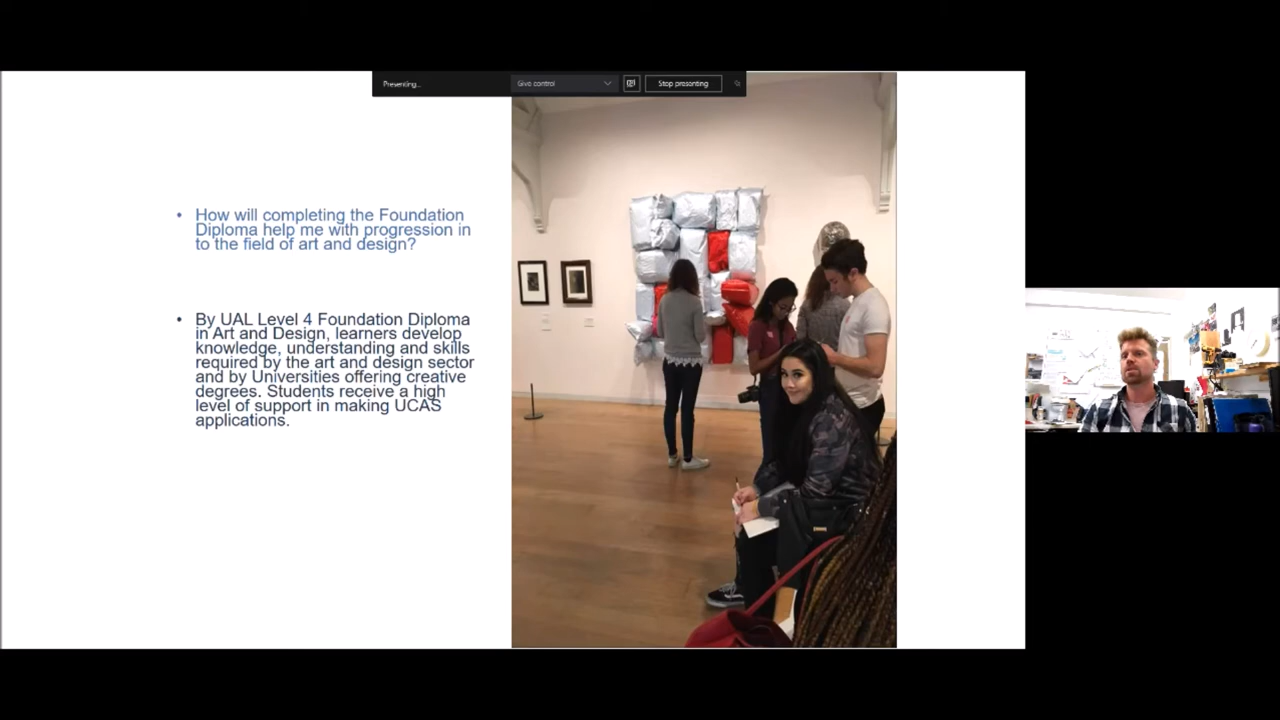 Presenting...
Give control
Stop presenting
• How will completing the Foundation
Diploma help me with progression in
to the field of art and design?
• By UAL Level 4 Foundation Diploma
in Art and Design, learners develop
knowledge, understanding and skills
required by the art and design sector
and by Universities offering creative
degrees. Students receive a high
level of support in making UCAS
applications.